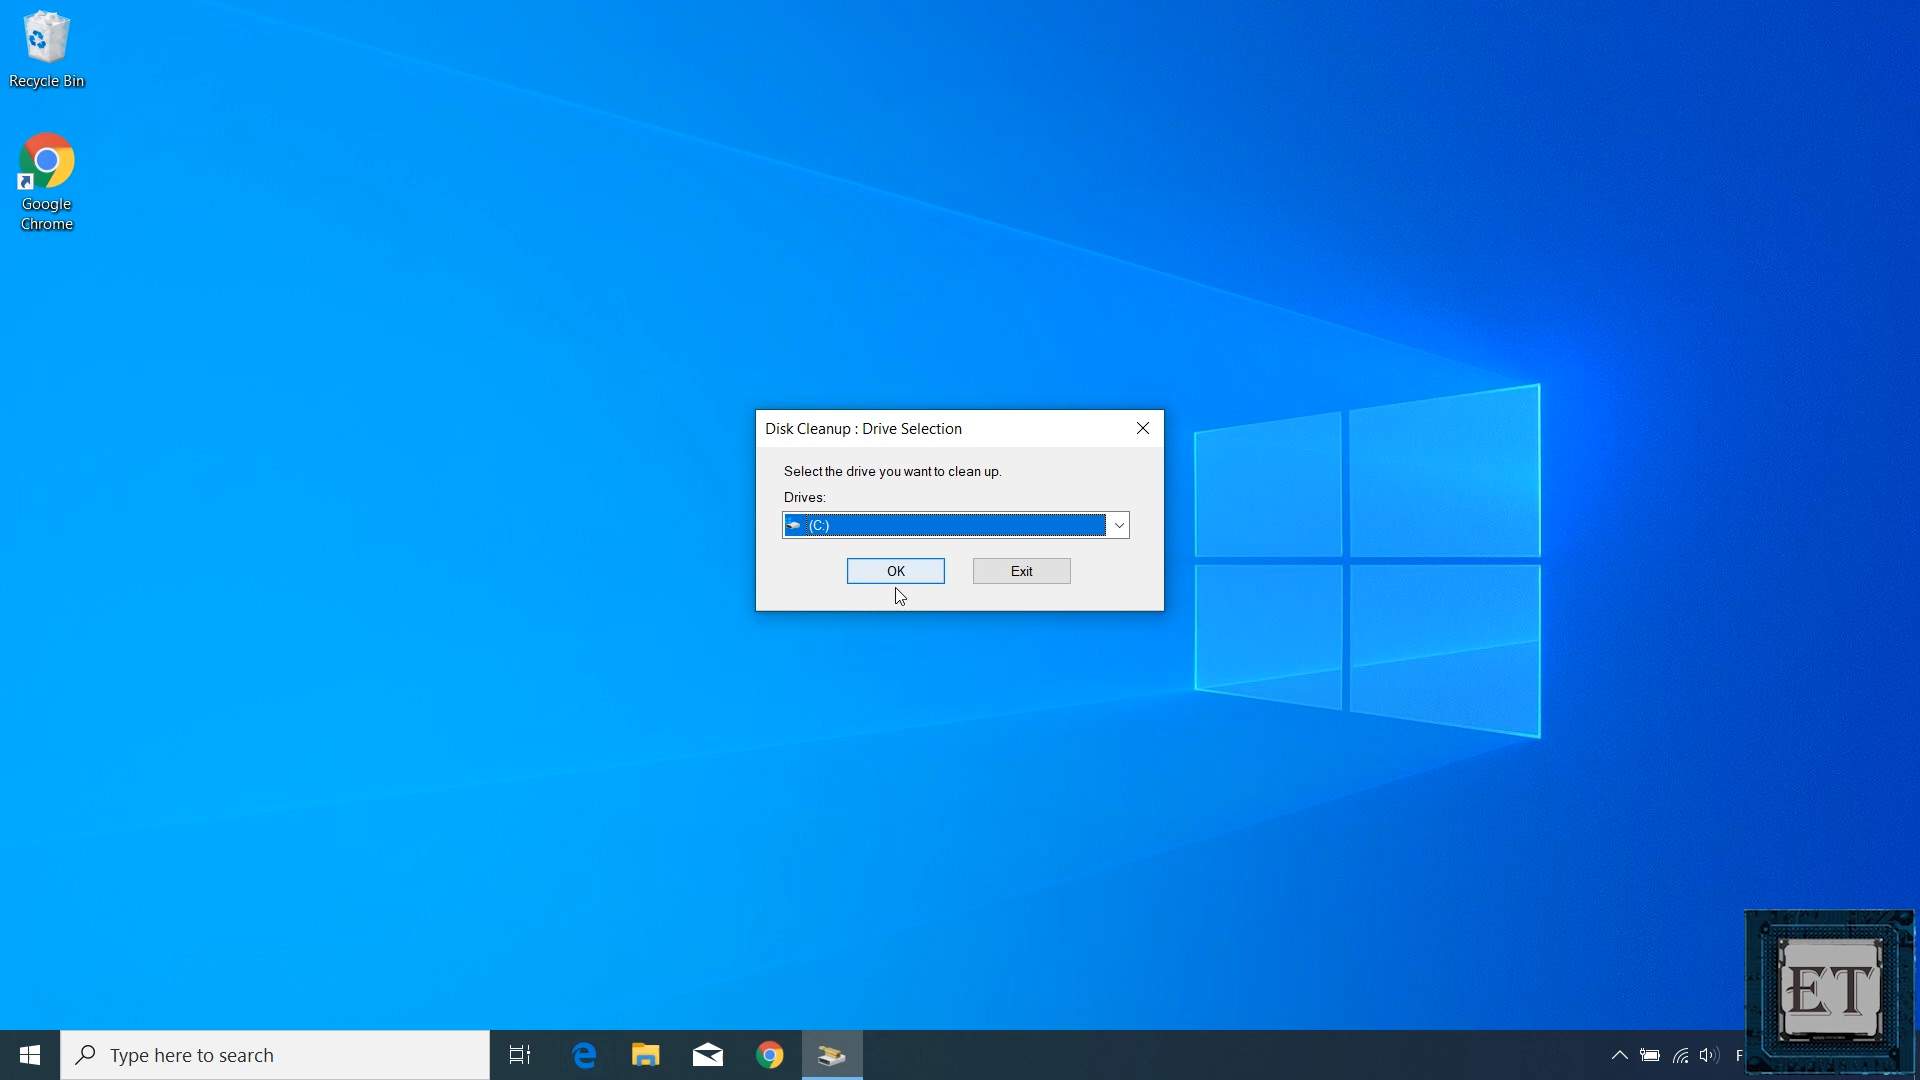 Recycle Bin
Google
Chrome
Disk Cleanup : Drive Selection
Select the drive you want to clean up.
Drives:
(C:)
OK
Exit
Type here to search
F
ET